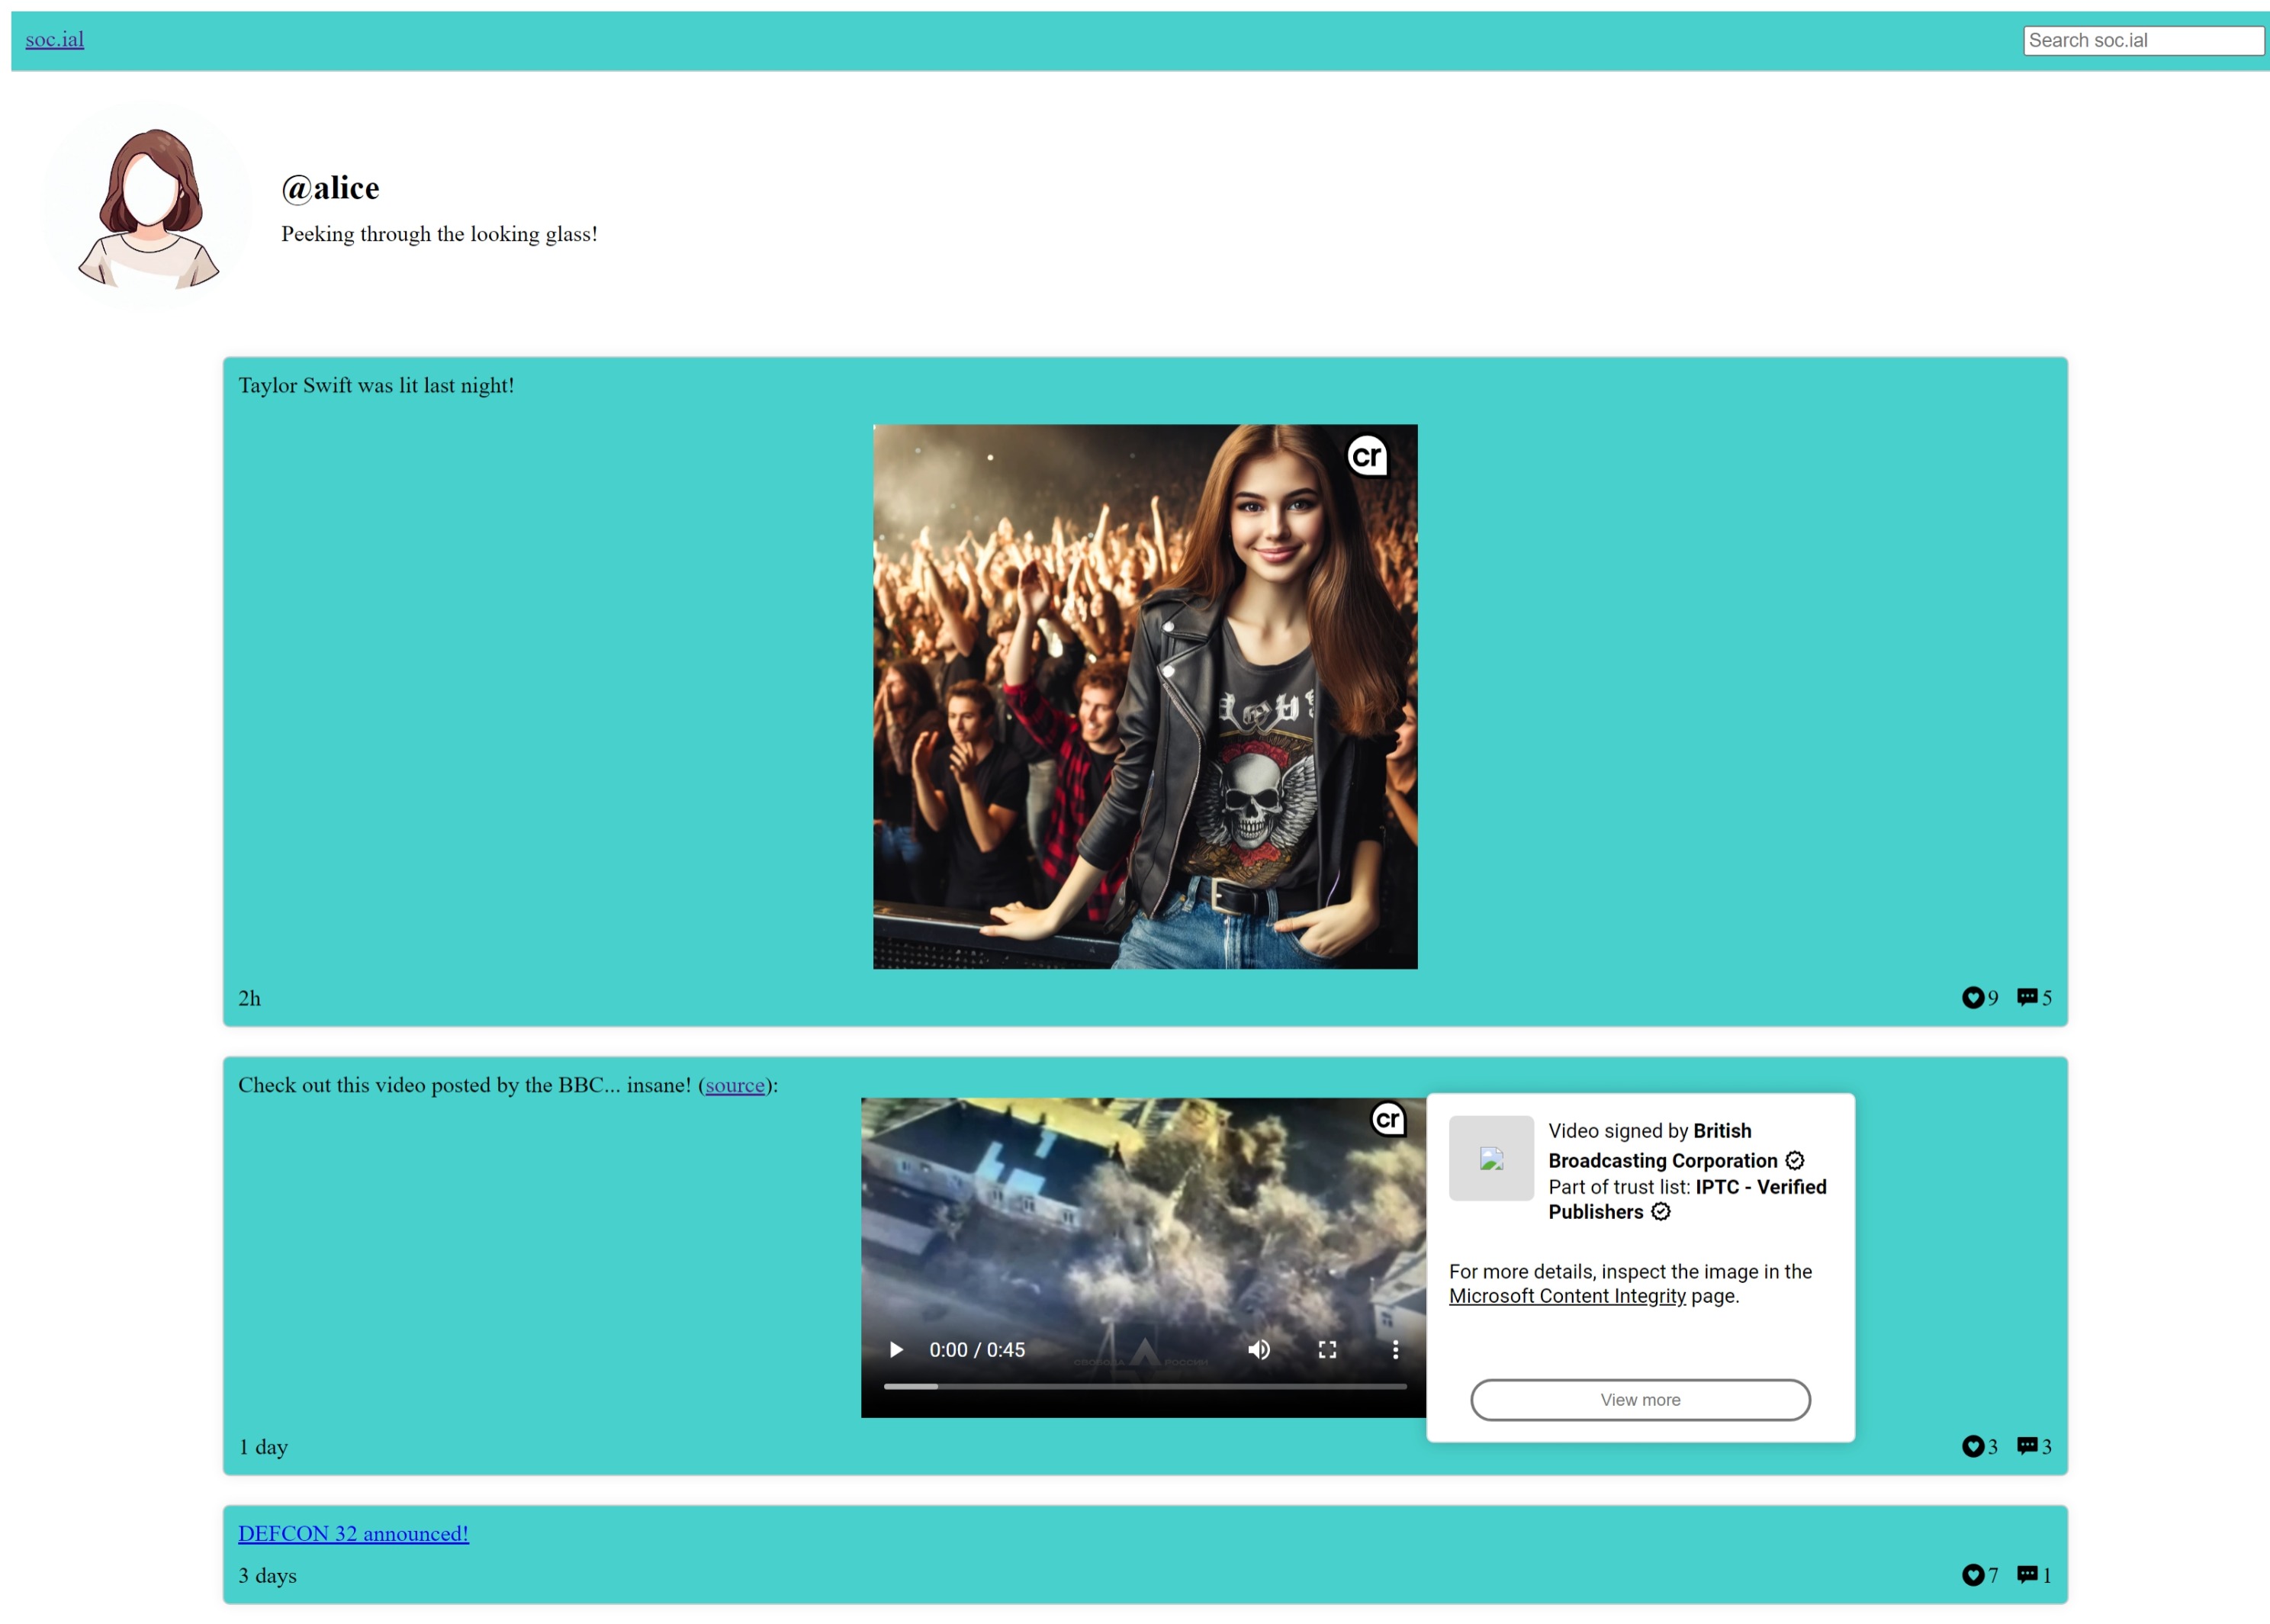 soc.ial
Search soc.ial
@alice
Peeking through the looking glass!
Taylor Swift was lit last night!
cr
2h
9
5
Check out this video posted by the BBC... insane! (source):
cr
0:00 / 0:45
Video signed by British
Broadcasting Corporation
Part of trust list: IPTC - Verified
Publishers
For more details, inspect the image in the
Microsoft Content Integrity page.
View more
1 day
3
3
DEFCON 32 announced!
3 days
7
1